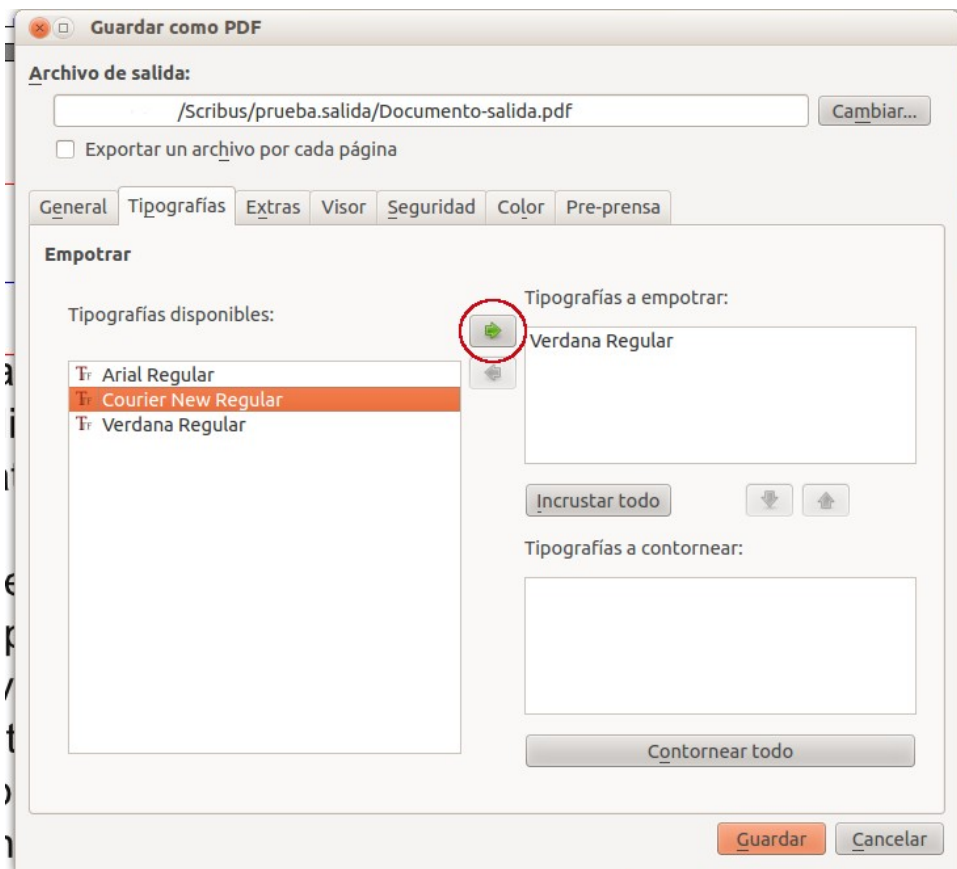 Guardar como PDF
Archivo de salida:
/Scribus/prueba.salida/Documento-salida.pdf
Cambiar...
Exportar un archivo por cada página
General Tipografías Extras Visor Seguridad Color Pre-prensa
Empotrar
Tipografías disponibles:
Tipografías a empotrar:
Verdana Regular
Arial Regular
Courier New Regular
Verdana Regular
Incrustar todo
Tipografías a contornear:
Contornear todo
Guardar Cancelar